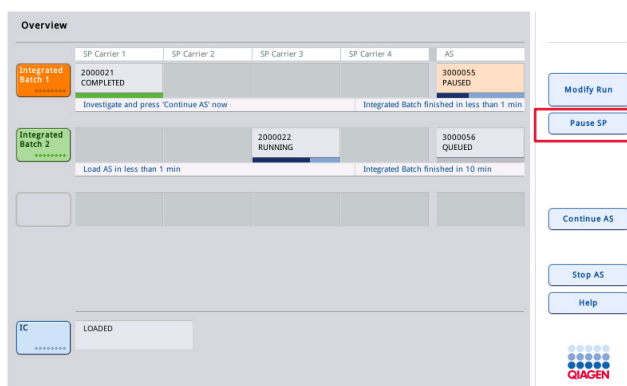 Overview
SP Carrier 1 SP Carrier 2 SP Carrier 3 SP Carrier 4 AS
Integrated
Batch 1
2000021
COMPLETED
3000055
PAUSED
Investigate and press 'Continue AS' now Integrated Batch finished in less than 1 min
Integrated
Batch 2
2000022
RUNNING
3000056
QUEUED
Load AS in less than 1 min Integrated Batch finished in 10 min
IC
LOADED
Modify Run
Pause SP
Continue AS
Stop AS
Help
QIAGEN